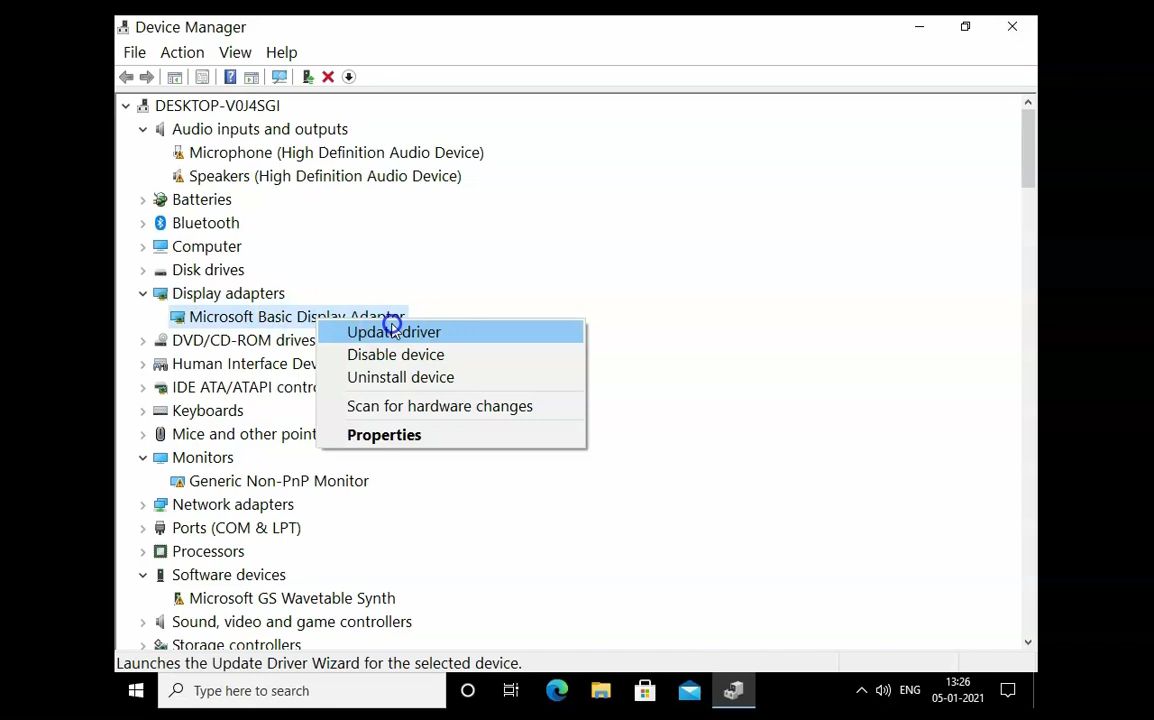 Device Manager
File Action View Help
DESKTOP-V0J4SGI
Audio inputs and outputs
Microphone (High Definition Audio Device)
Speakers (High Definition Audio Device)
Batteries
Bluetooth
Computer
Disk drives
Display adapters
Microsoft Basic Display Adapter
Update driver
DVD/CD-ROM drives
Disable device
Human Interface Dev
Uninstall device
IDE ATA/ATAPI contro
Scan for hardware changes
Keyboards
Mice and other point
Properties
Monitors
Generic Non-PnP Monitor
Network adapters
Ports (COM & LPT)
Processors
Software devices
Microsoft GS Wavetable Synth
Sound, video and game controllers
Storage controllers
Launches the Update Driver Wizard for the selected device.
Type here to search
ENG
13:26
05-01-2021